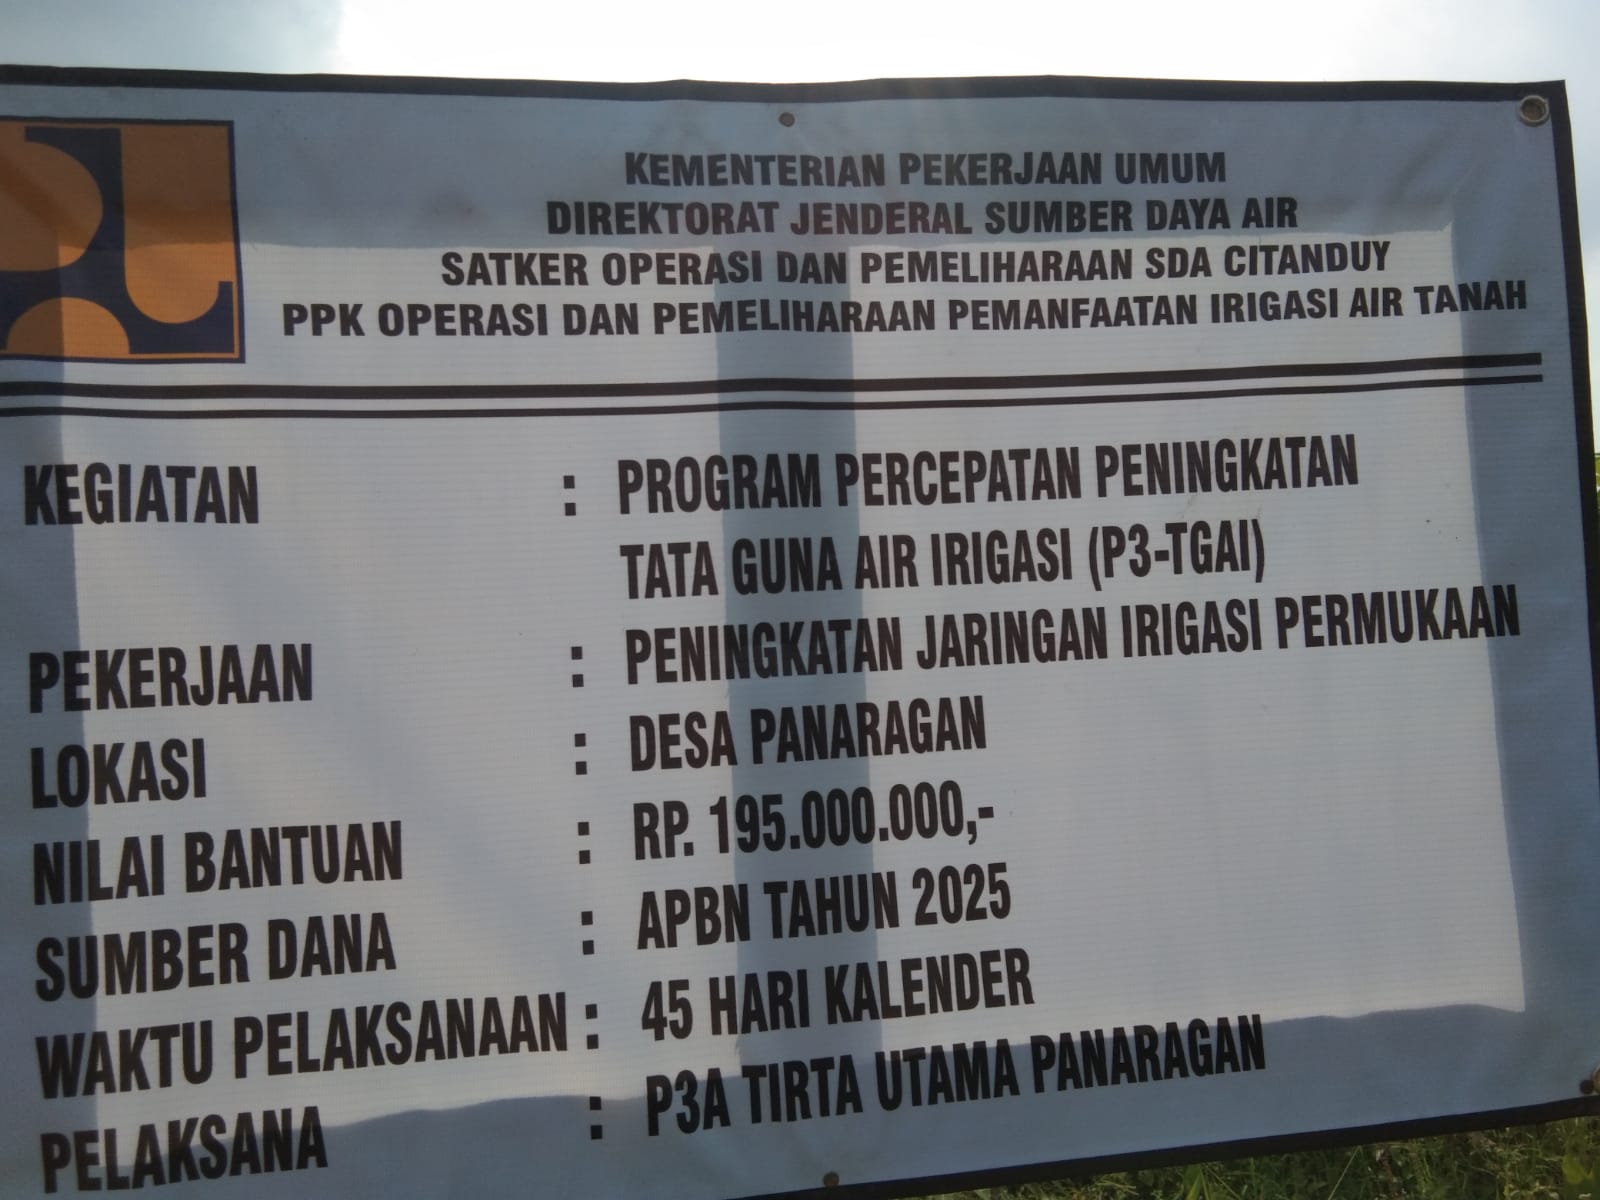 KEMENTERIAN PEKERJAAN UMUM
DIREKTORAT JENDERAL SUMBER DAYA AIR
SATKER OPERASI DAN PEMELIHARAAN SDA CITANDUY
PPK OPERASI DAN PEMELIHARAAN PEMANFAATAN IRIGASI AIR TANAH
KEGIATAN : PROGRAM PERCEPATAN PENINGKATAN
TATA GUNA AIR IRIGASI (P3-TGAI)
PEKERJAAN : PENINGKATAN JARINGAN IRIGASI PERMUKAAN
LOKASI : DESA PANARAGAN
NILAI BANTUAN : RP. 195.000.000,-
SUMBER DANA : APBN TAHUN 2025
WAKTU PELAKSANAAN : 45 HARI KALENDER
PELAKSANA : P3A TIRTA UTAMA PANARAGAN